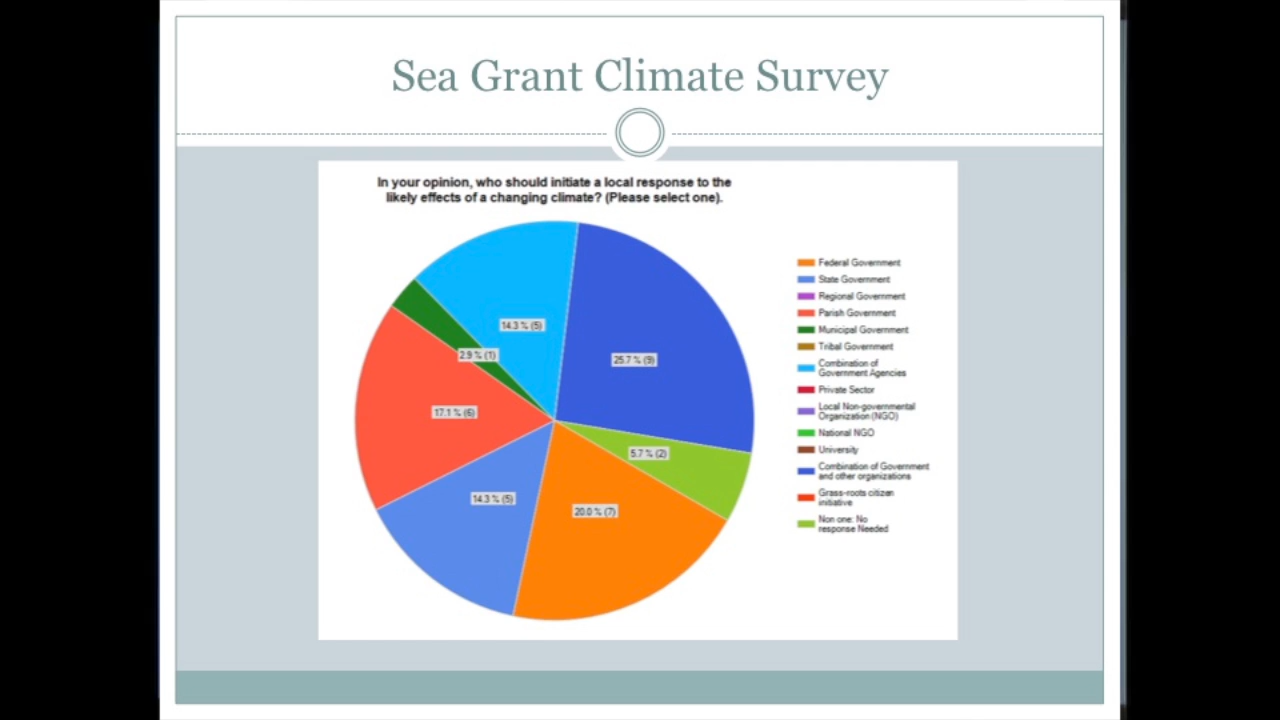 Sea Grant Climate Survey
In your opinion, who should initiate a local response to the
likely effects of a changing climate? (Please select one).
14.3 % (5)
25.7 % (9)
2.9 % (1)
17.1 % (6)
5.7 % (2)
14.3 % (5)
20.0 % (7)
Federal Government
State Government
Regional Government
Parish Government
Municipal Government
Tribal Government
Combination of
Government Agencies
Private Sector
Local Non-governmental
Organization (NGO)
National NGO
University
Combination of Government
and other organizations
Grass-roots citizen
initiative
Non one: No
response Needed